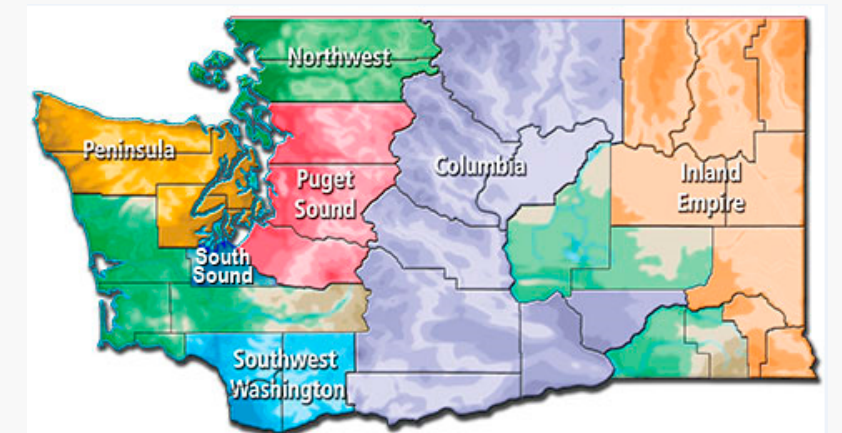 Northwest
Peninsula
Puget
Sound
Columbia
Inland
Empire
South
Sound
Southwest
Washington